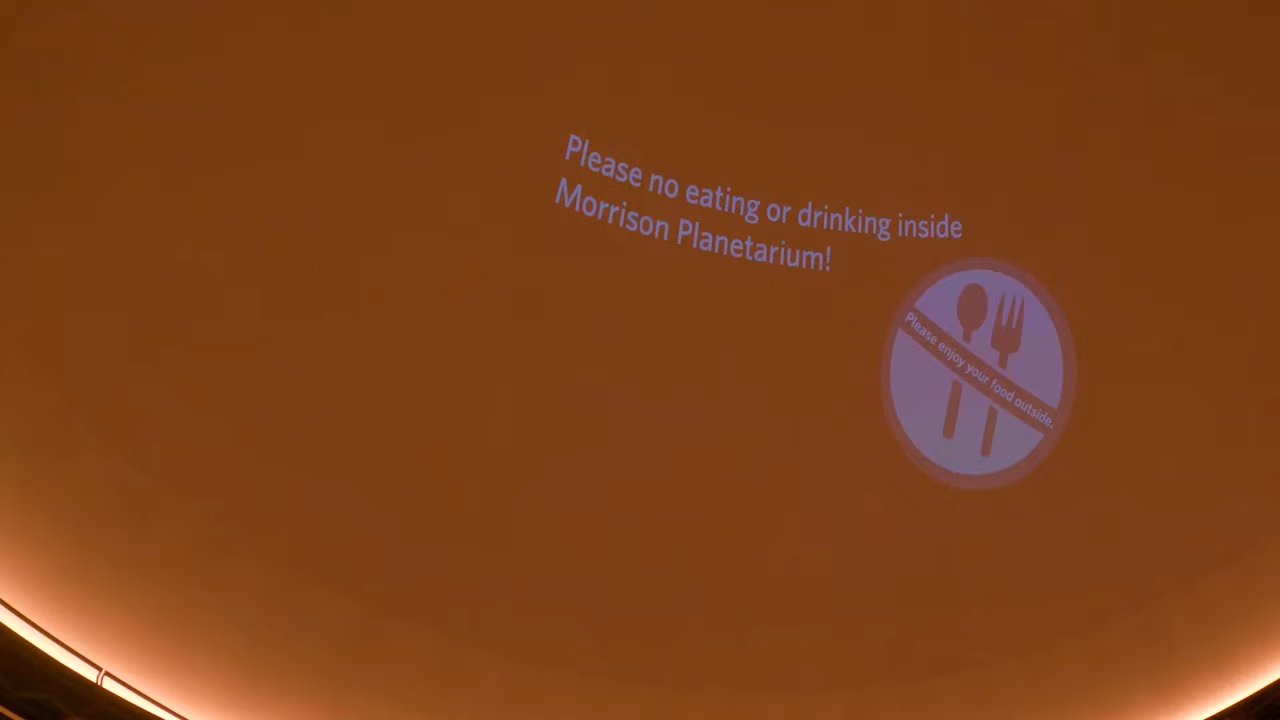 Please no eating or drinking inside
Morrison Planetarium!
Please enjoy your food outside.